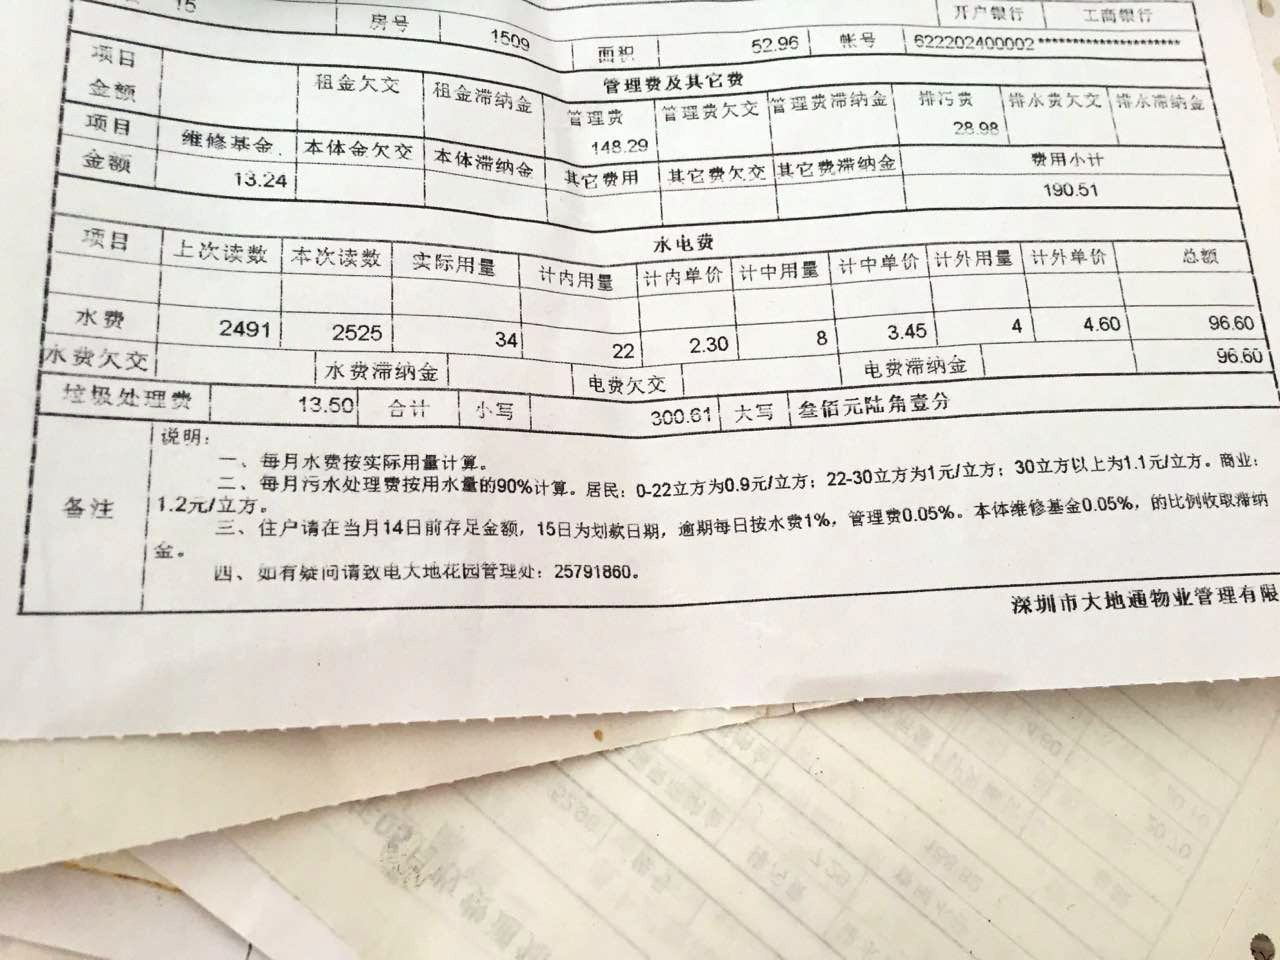 15 房号 1509 面积 52.96 帐号 开户银行 工商银行
622202400002**********************
管理费及其它费
项目 租金欠交 租金滞纳金 管理费 管理费欠交 管理费滞纳金 排污费 排水费欠交 排水滞纳金
金额 148.29 28.98
项目 维修基金 本体金欠交 本体滞纳金 其它费用 其它费欠交 其它费滞纳金 费用小计
金额 13.24 190.51
水电费
项目 上次读数 本次读数 实际用量 计内用量 计内单价 计中用量 计中单价 计外用量 计外单价 总额
水费 2491 2525 34 22 2.30 8 3.45 4 4.60 96.60
水费欠交 水费滞纳金 电费欠交 电费滞纳金 96.60
垃圾处理费 13.50 合计 小写 300.61 大写 叁佰元陆角壹分
备注
说明:
一、每月水费按实际用量计算。
二、每月污水处理费按用水量的90%计算。居民:0-22立方为0.9元/立方;22-30立方为1元/立方;30立方以上为1.1元/立方。商业:
1.2元/立方。
三、住户请在当月14日前存足金额,15日为划款日期,逾期每日按水费1%,管理费0.05%。本体维修基金0.05%,的比例收取滞纳
金。
四、如有疑问请致电大地花园管理处:25791860。
深圳市大地通物业管理有限